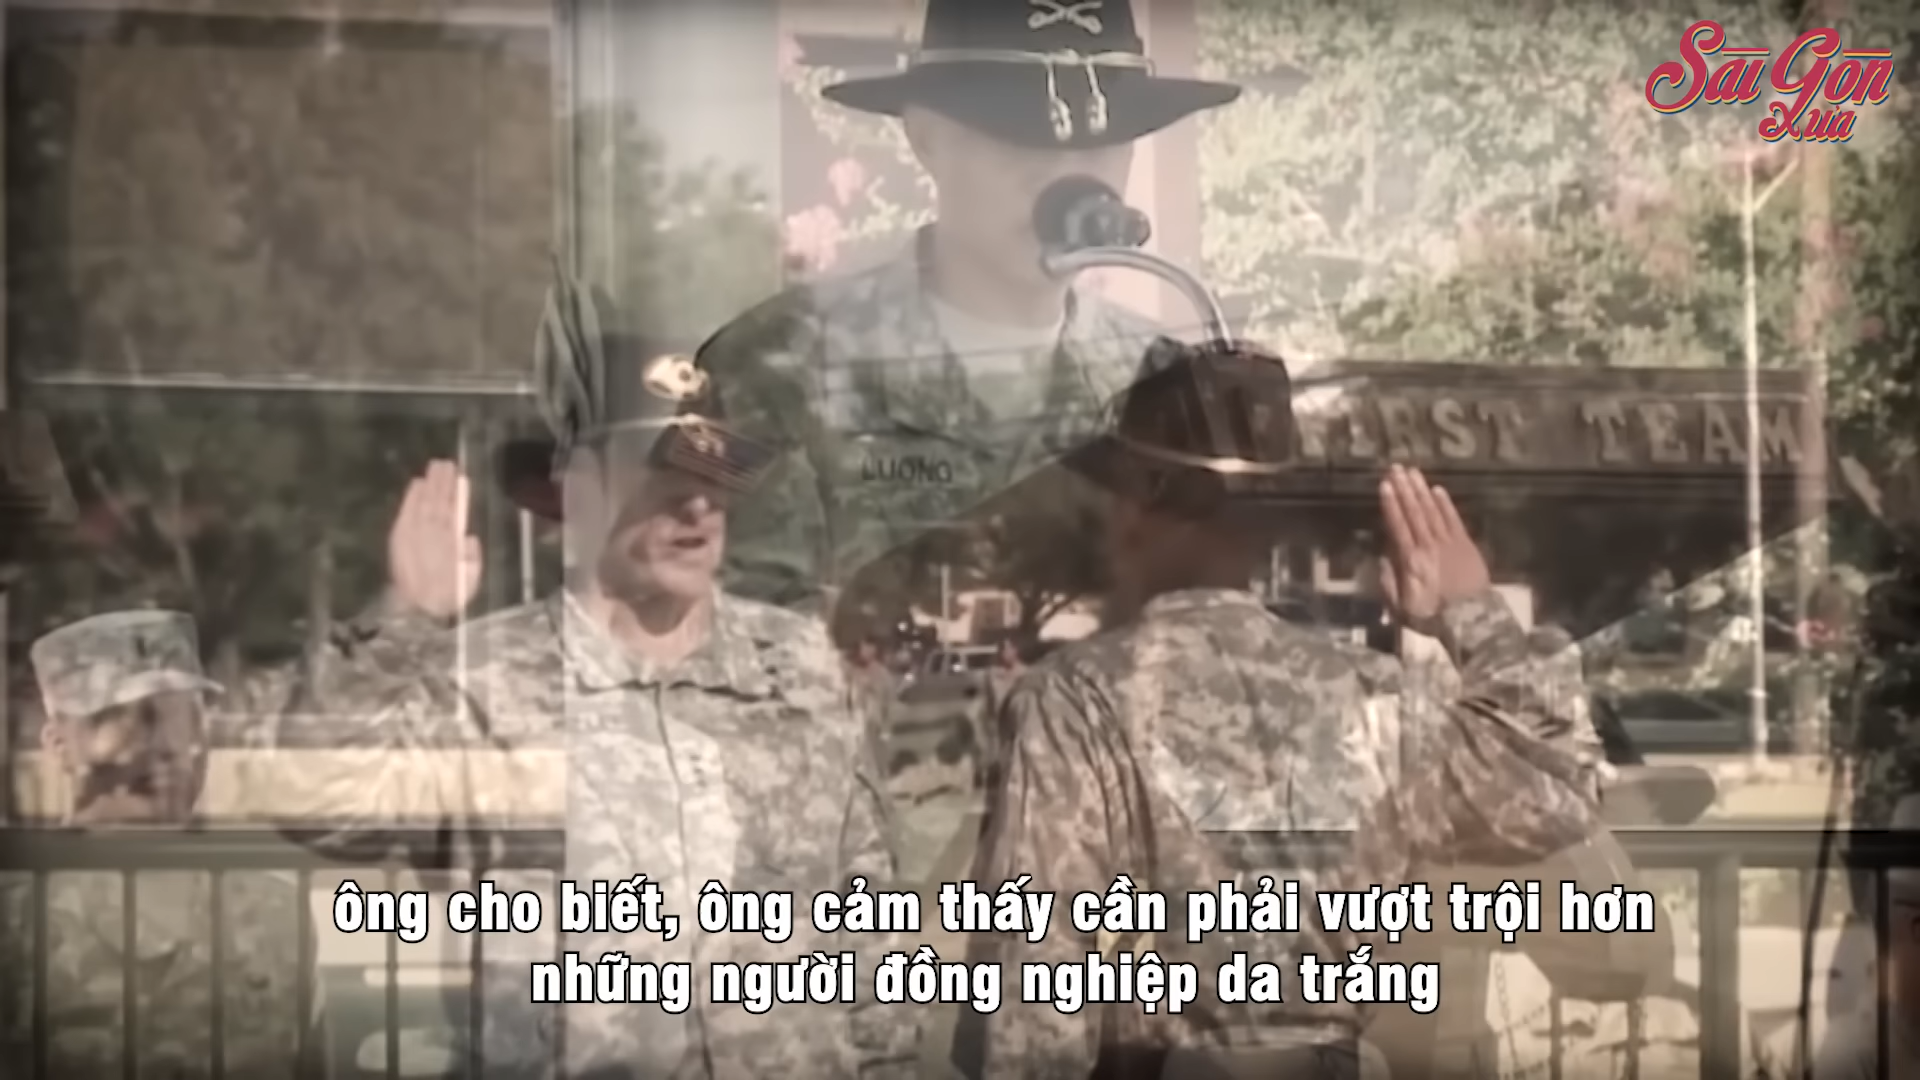 Sài Gòn
Xưa
LUONG
FIRST TEAM
ông cho biết, ông cảm thấy cần phải vượt trội hơn
những người đồng nghiệp da trắng